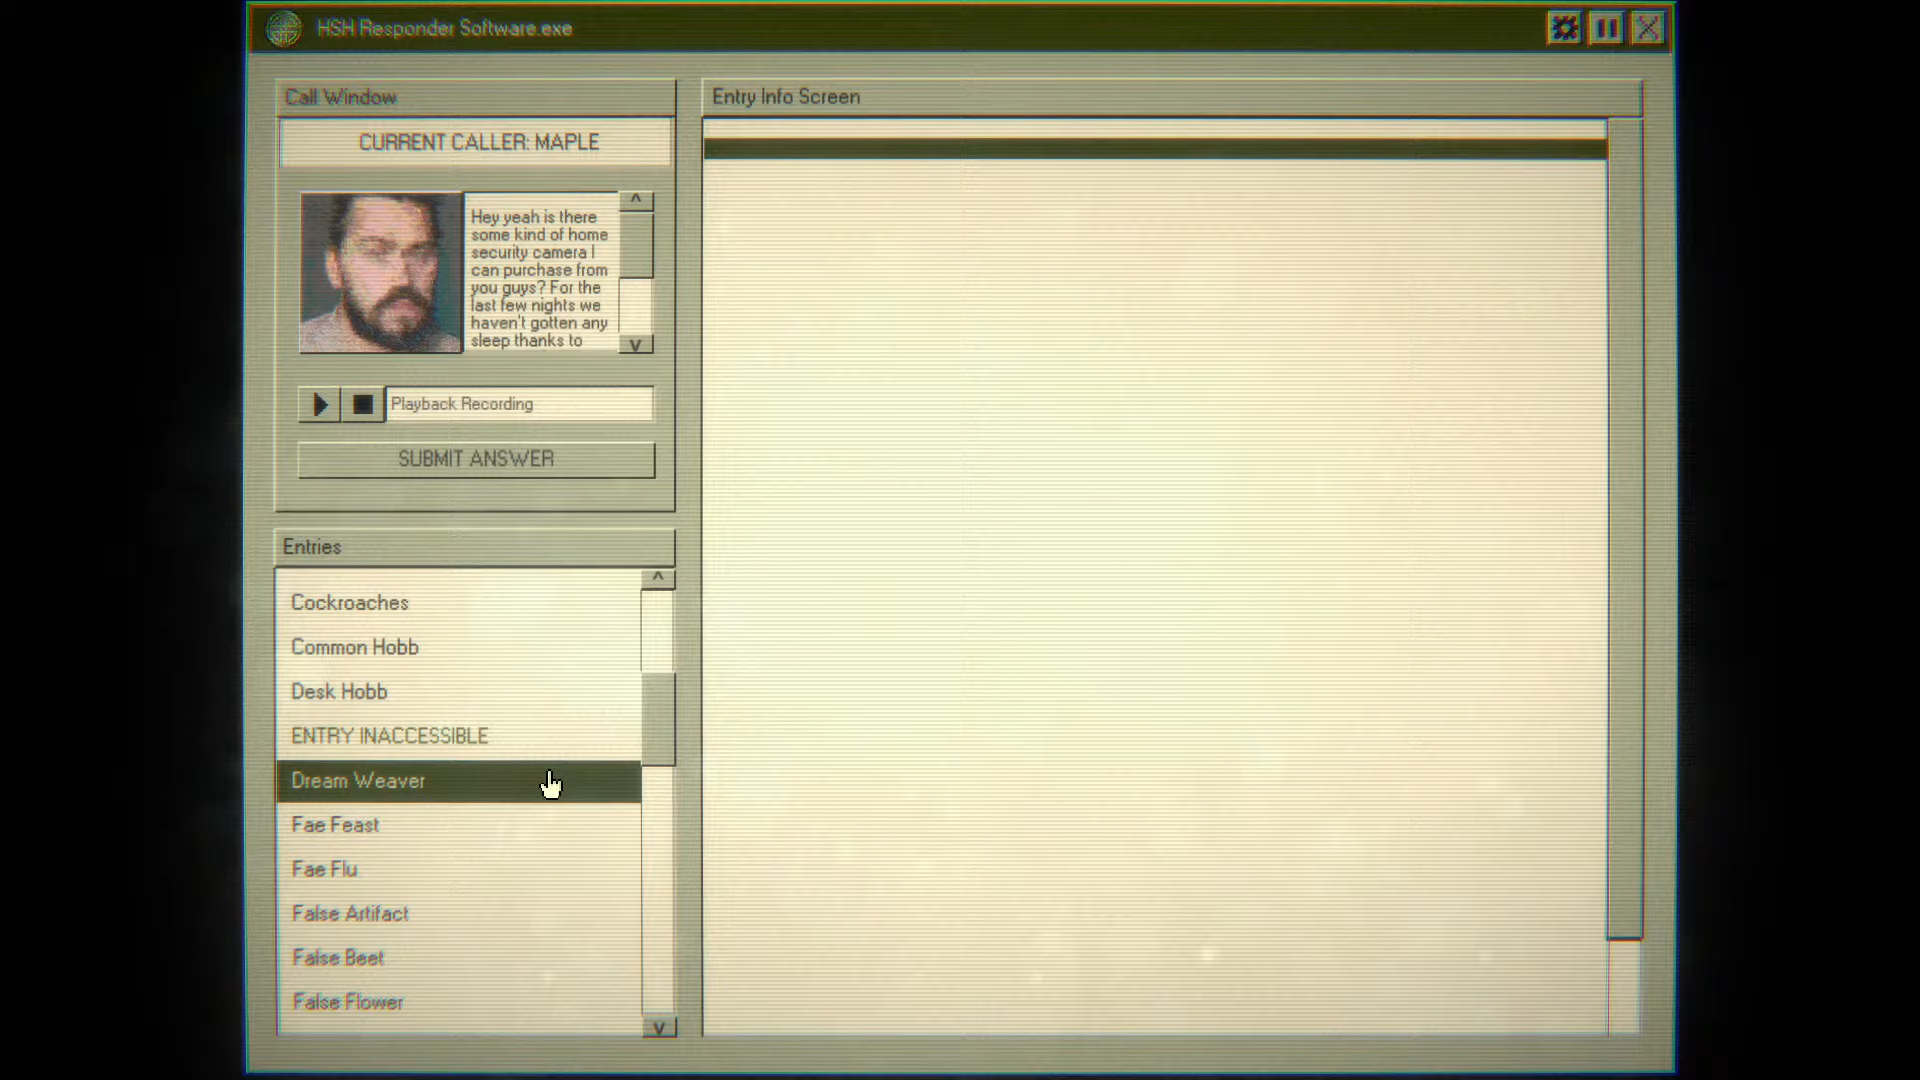 HSH Responder Software.exe
Call Window
CURRENT CALLER: MAPLE
Hey yeah is there
some kind of home
security camera I
can purchase from
you guys? For the
last few nights we
haven't gotten any
sleep thanks to
Playback Recording
SUBMIT ANSWER
Entries
Cockroaches
Common Hobb
Desk Hobb
ENTRY INACCESSIBLE
Dream Weaver
Fae Feast
Fae Flu
False Artifact
False Beet
False Flower
Entry Info Screen